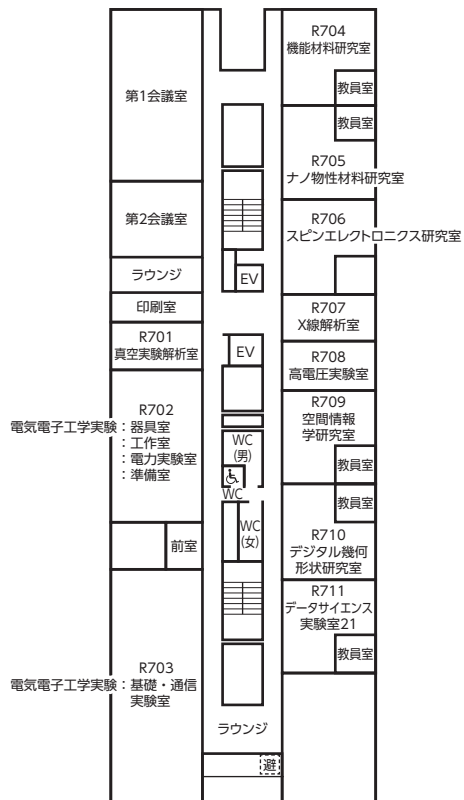 第1会議室
第2会議室
ラウンジ
印刷室
R701
真空実験解析室
R702
電気電子工学実験：器具室
：工作室
：電力実験室
：準備室
前室
R703
電気電子工学実験：基礎・通信
実験室
EV
EV
WC
(男)
WC
WC
(女)
ラウンジ
避
R704
機能材料研究室
教員室
教員室
R705
ナノ物性材料研究室
R706
スピンエレクトロニクス研究室
R707
X線解析室
R708
高電圧実験室
R709
空間情報
学研究室
教員室
教員室
R710
デジタル幾何
形状研究室
R711
データサイエンス
実験室21
教員室